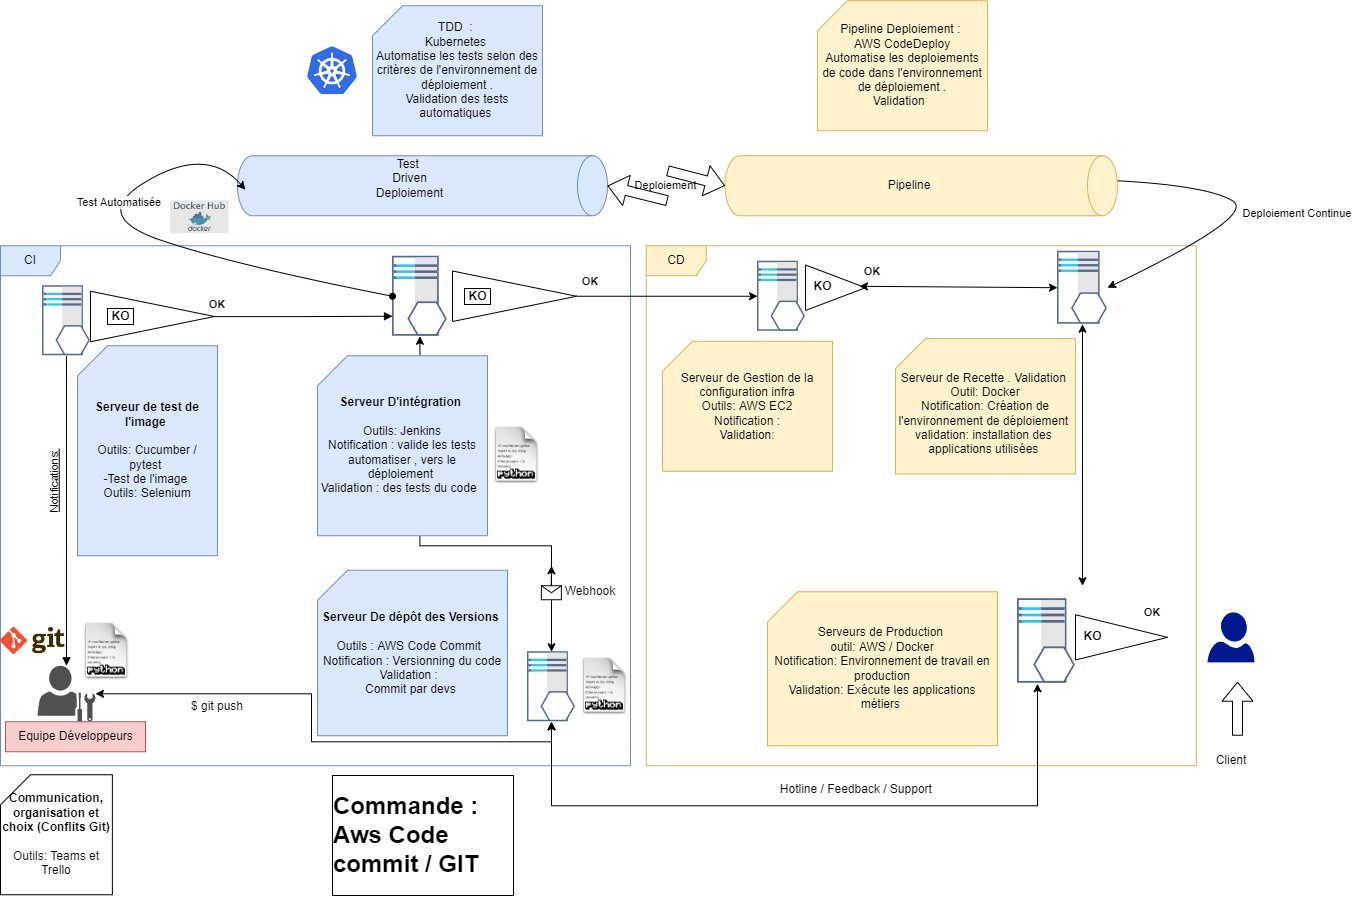 TDD :
Kubernetes
Automatise les tests selon des
critères de l'environnement de
déploiement .
Validation des tests
automatiques
Pipeline Deploiement :
AWS CodeDeploy
Automatise les deploiements
de code dans l'environnement
de déploiement .
Validation
Test
Driven
Deploiement
Deploiement
Pipeline
Test Automatisée
Docker Hub
docker
Deploiement Continue
CI
CD
KO
OK
KO
OK
KO
OK
Serveur de test de
l'image
Outils: Cucumber /
pytest
-Test de l'image
Outils: Selenium
Serveur D'intégration
Outils: Jenkins
Notification : valide les tests
automatiser , vers le
déploiement
Validation : des tests du code
python
Serveur de Gestion de la
configuration infra
Outils: AWS EC2
Notification :
Validation:
Serveur de Recette . Validation
Outil: Docker
Notification: Création de
l'environnement de déploiement
validation: installation des
applications utilisées
Notifications:
Webhook
Serveur De dépôt des Versions
Outils : AWS Code Commit
Notification : Versionning du code
Validation :
Commit par devs
python
Serveurs de Production
outil: AWS / Docker
Notification: Environnement de travail en
production
Validation: Exécute les applications
métiers
KO
OK
git
python
$ git push
Equipe Développeurs
Client
Hotline / Feedback / Support
Communication,
organisation et
choix (Conflits Git)
Outils: Teams et
Trello
Commande :
Aws Code
commit / GIT